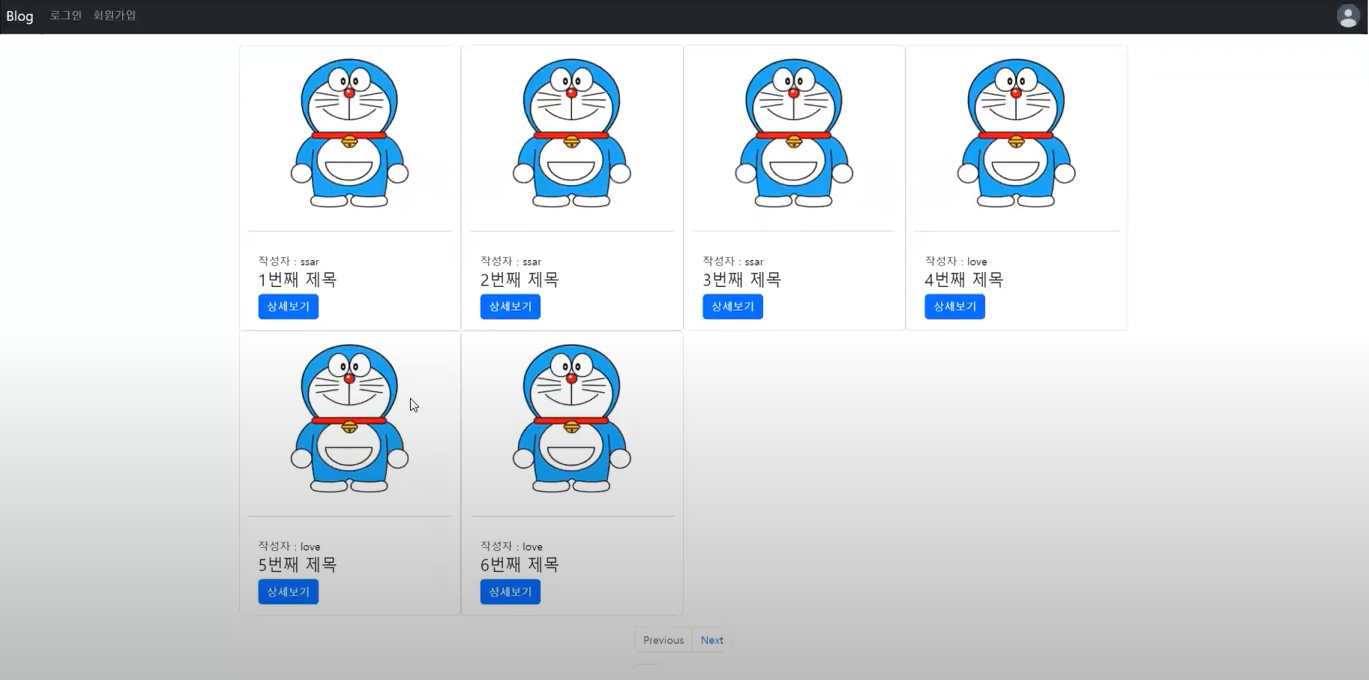 Blog 로그인 회원가입
작성자 : ssar
1번째 제목
상세보기
작성자 : ssar
2번째 제목
상세보기
작성자 : ssar
3번째 제목
상세보기
작성자 : love
4번째 제목
상세보기
작성자 : love
5번째 제목
상세보기
작성자 : love
6번째 제목
상세보기
Previous Next